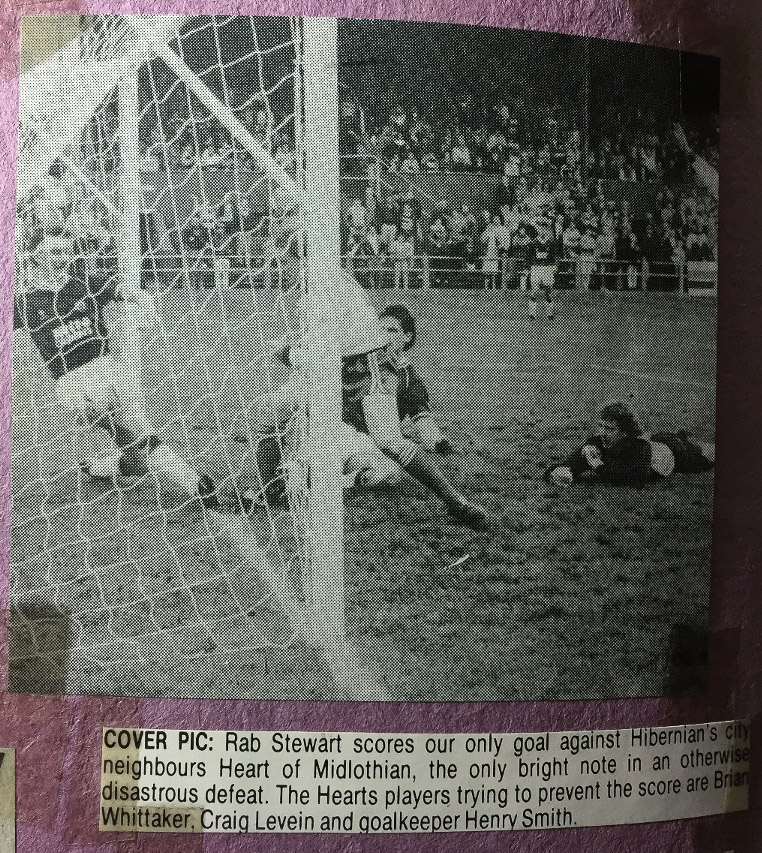 COVER PIC: Rab Stewart scores our only goal against Hibernian's city
neighbours Heart of Midlothian, the only bright note in an otherwise
disastrous defeat. The Hearts players trying to prevent the score are Brian
Whittaker, Craig Levein and goalkeeper Henry Smith.